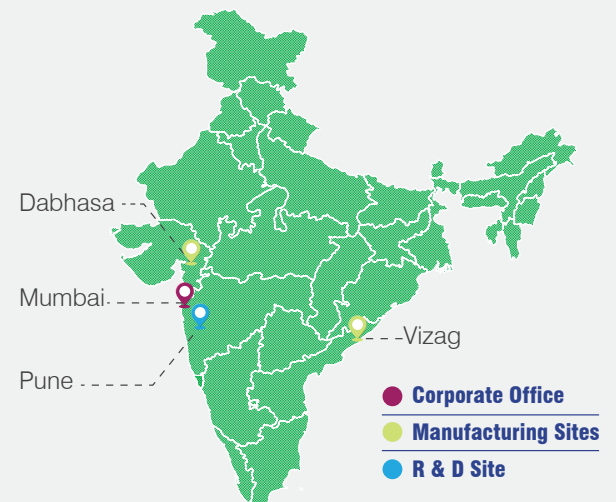 Dabhasa
Mumbai
Pune
Vizag
Corporate Office
Manufacturing Sites
R & D Site